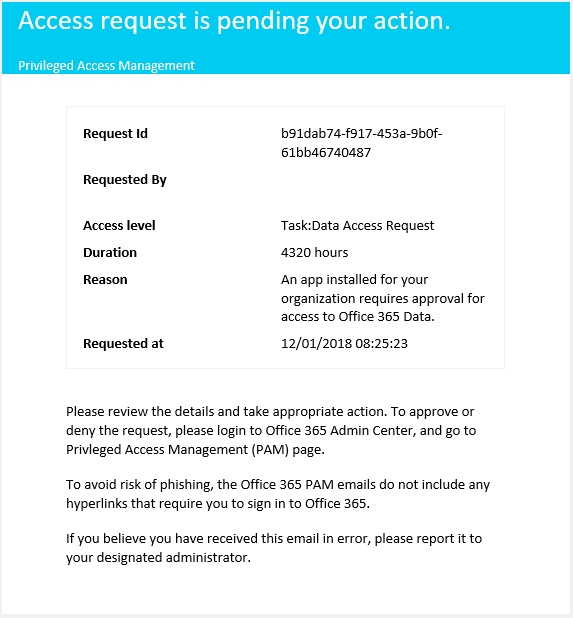 Access request is pending your action.
Privileged Access Management
Request Id b91dab74-f917-453a-9b0f-
61bb46740487
Requested By
Access level Task:Data Access Request
Duration 4320 hours
Reason An app installed for your
organization requires approval for
access to Office 365 Data.
Requested at 12/01/2018 08:25:23
Please review the details and take appropriate action. To approve or
deny the request, please login to Office 365 Admin Center, and go to
Privleged Access Management (PAM) page.
To avoid risk of phishing, the Office 365 PAM emails do not include any
hyperlinks that require you to sign in to Office 365.
If you believe you have received this email in error, please report it to
your designated administrator.